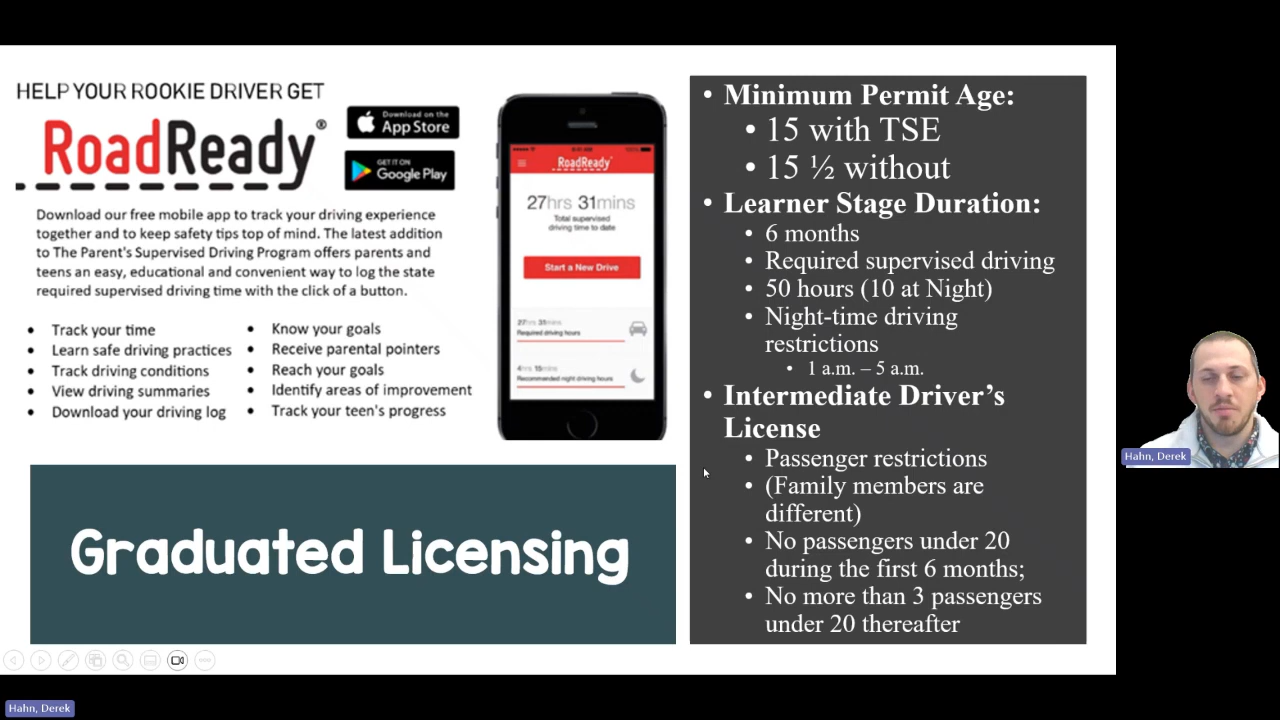 HELP YOUR ROOKIE DRIVER GET
RoadReady®
Download on the
App Store
GET IT ON
Google Play
Download our free mobile app to track your driving experience
together and to keep safety tips top of mind. The latest addition
to The Parent's Supervised Driving Program offers parents and
teens an easy, educational and convenient way to log the state
required supervised driving time with the click of a button.
• Track your time
• Learn safe driving practices
• Track driving conditions
• View driving summaries
• Download your driving log
• Know your goals
• Receive parental pointers
• Reach your goals
• Identify areas of improvement
• Track your teen's progress
RoadReady
27hrs 31mins
Total supervised
driving time to date
Start a New Drive
27hrs 31mins
Required driving hours
4hrs 15mins
Recommended night driving hours
Graduated Licensing
• Minimum Permit Age:
• 15 with TSE
• 15 ½ without
• Learner Stage Duration:
• 6 months
• Required supervised driving
• 50 hours (10 at Night)
• Night-time driving
restrictions
• 1 a.m. – 5 a.m.
• Intermediate Driver’s
License
• Passenger restrictions
• (Family members are
different)
• No passengers under 20
during the first 6 months;
• No more than 3 passengers
under 20 thereafter
Hahn, Derek
Hahn, Derek